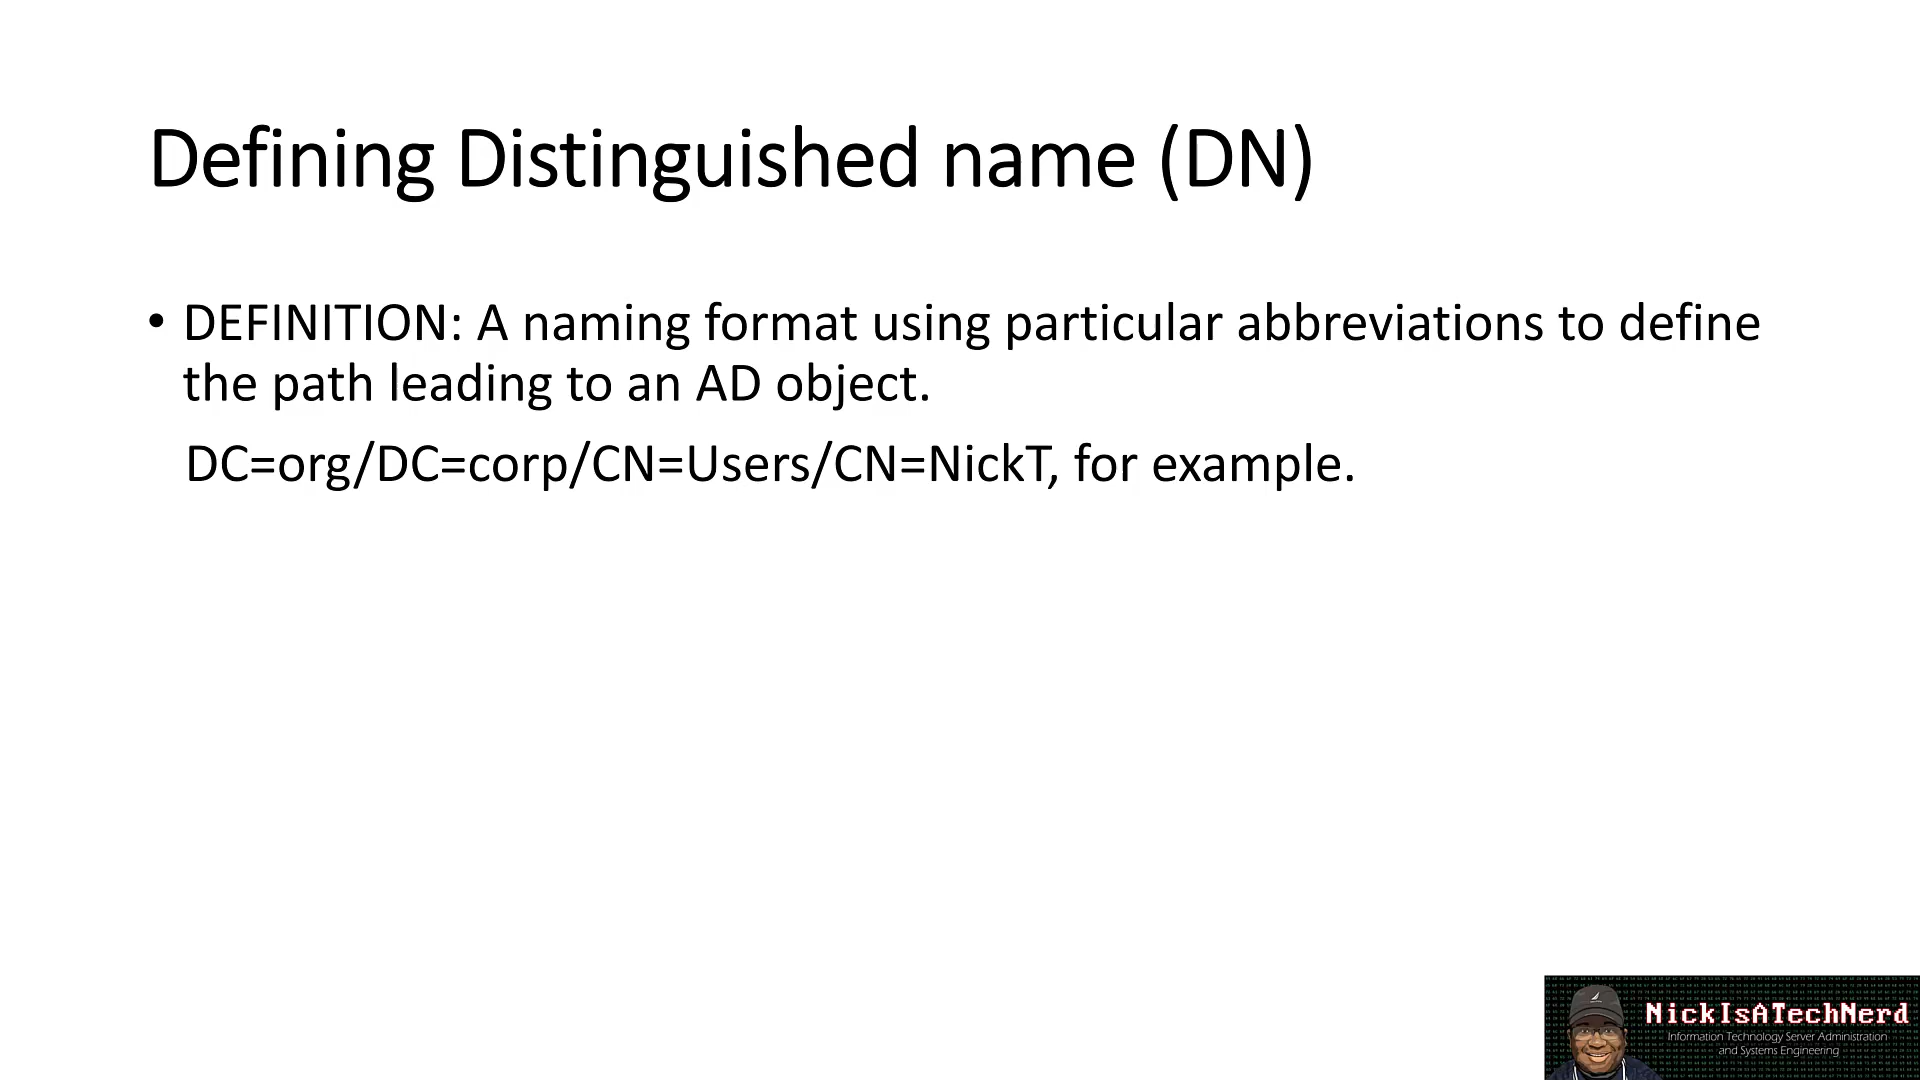 Defining Distinguished name (DN)
• DEFINITION: A naming format using particular abbreviations to define
the path leading to an AD object.
DC=org/DC=corp/CN=Users/CN=NickT, for example.
NickIsATechNerd
Information Technology Server Administration
and Systems Engineering